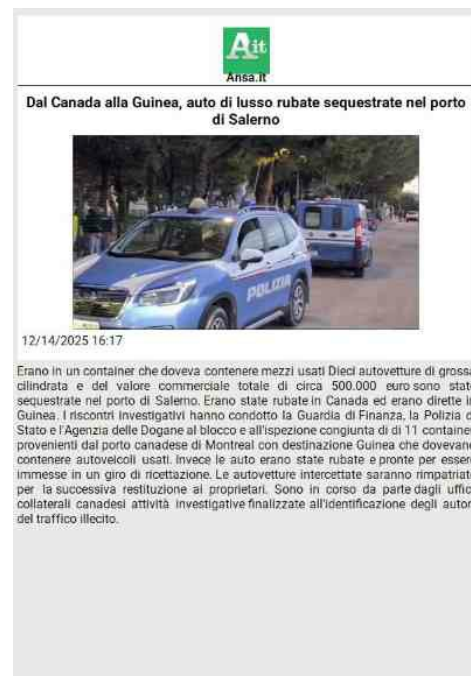 Ait
Ansa.it
Dal Canada alla Guinea, auto di lusso rubate sequestrate nel porto
di Salerno
POLIZIA
12/14/2025 16:17
Erano in un container che doveva contenere mezzi usati Dieci autovetture di grossa
cilindrata e del valore commerciale totale di circa 500.000 euro sono state
sequestrate nel porto di Salerno. Erano state rubate in Canada ed erano dirette in
Guinea. I riscontri investigativi hanno condotto la Guardia di Finanza, la Polizia d
Stato e l'Agenzia delle Dogane al blocco e all'ispezione congiunta di di 11 container
provenienti dal porto canadese di Montreal con destinazione Guinea che dovevano
contenere autoveicoli usati. Invece le auto erano state rubate e pronte per essere
immesse in un giro di ricettazione. Le autovetture intercettate saranno rimpatriate
per la successiva restituzione ai proprietari. Sono in corso da parte dagli uffic
collaterali canadesi attività investigative finalizzate all'identificazione degli autor
del traffico illecito.